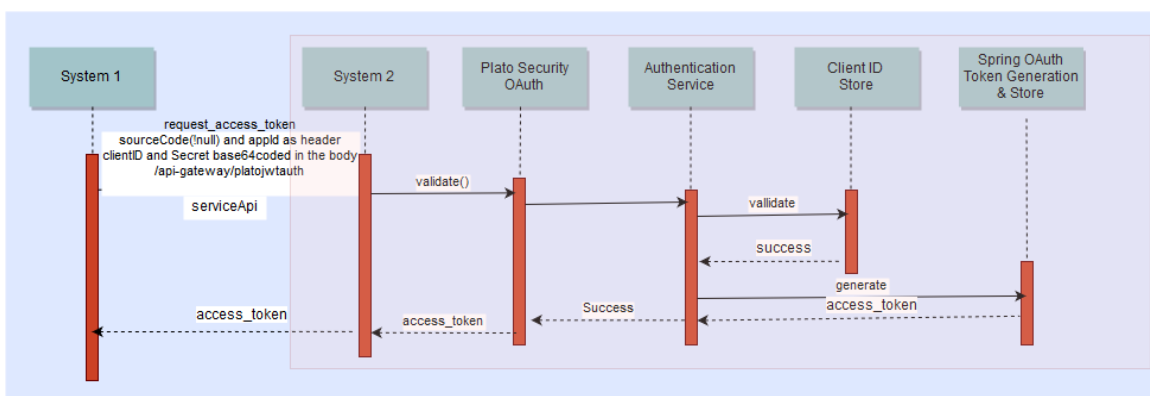 System 1
System 2
Plato Security
OAuth
Authentication
Service
Client ID
Store
Spring OAuth
Token Generation
& Store
request_access_token
sourceCode(!null) and appId as header
clientID and Secret base64coded in the body
/api-gateway/platojwtauth
serviceApi
validate()
vallidate
success
generate
access_token
Success
access_token
access_token